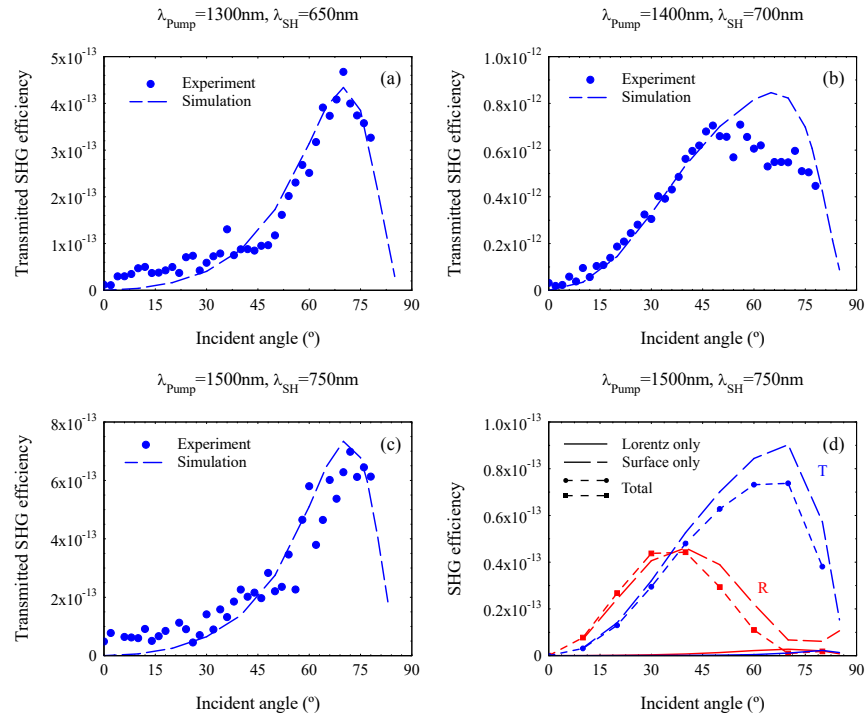 λPump=1300nm, λSH=650nm
5x10⁻¹³
4x10⁻¹³
3x10⁻¹³
2x10⁻¹³
1x10⁻¹³
0
Transmitted SHG efficiency
Experiment
Simulation
(a)
0 15 30 45 60 75 90
Incident angle (º)
λPump=1400nm, λSH=700nm
1.0x10⁻¹²
0.8x10⁻¹²
0.6x10⁻¹²
0.4x10⁻¹²
0.2x10⁻¹²
0
Transmitted SHG efficiency
Experiment
Simulation
(b)
0 15 30 45 60 75 90
Incident angle (º)
λPump=1500nm, λSH=750nm
8x10⁻¹³
6x10⁻¹³
4x10⁻¹³
2x10⁻¹³
0
Transmitted SHG efficiency
Experiment
Simulation
(c)
0 15 30 45 60 75 90
Incident angle (º)
λPump=1500nm, λSH=750nm
1.0x10⁻¹³
0.8x10⁻¹³
0.6x10⁻¹³
0.4x10⁻¹³
0.2x10⁻¹³
0
SHG efficiency
Lorentz only
Surface only
Total
(d)
T
R
0 15 30 45 60 75 90
Incident angle (º)